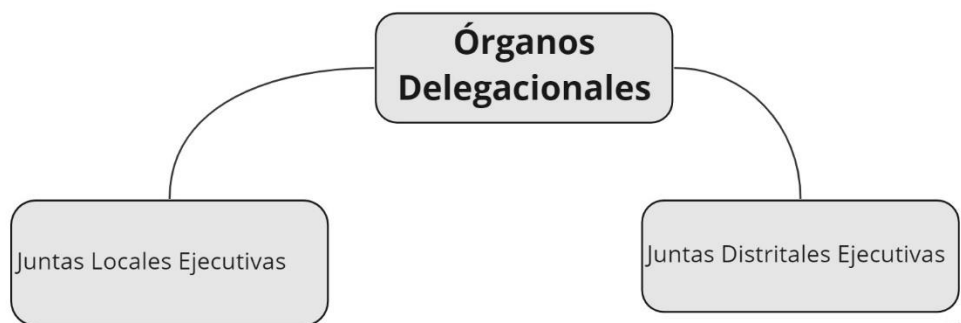 Órganos
Delegacionales
Juntas Locales Ejecutivas
Juntas Distritales Ejecutivas